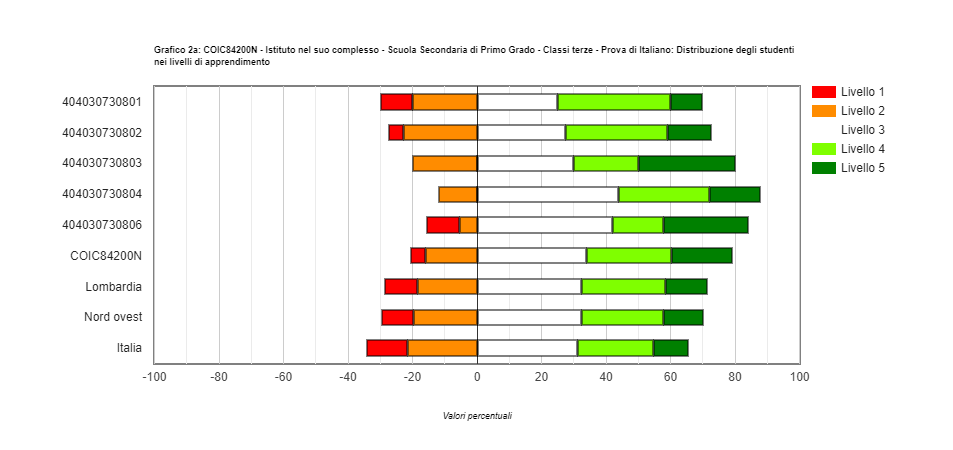 Grafico 2a: COIC84200N - Istituto nel suo complesso - Scuola Secondaria di Primo Grado - Classi terze - Prova di Italiano: Distribuzione degli studenti
nei livelli di apprendimento
404030730801
404030730802
404030730803
404030730804
404030730806
COIC84200N
Lombardia
Nord ovest
Italia
Livello 1
Livello 2
Livello 3
Livello 4
Livello 5
-100 -80 -60 -40 -20 0 20 40 60 80 100
Valori percentuali